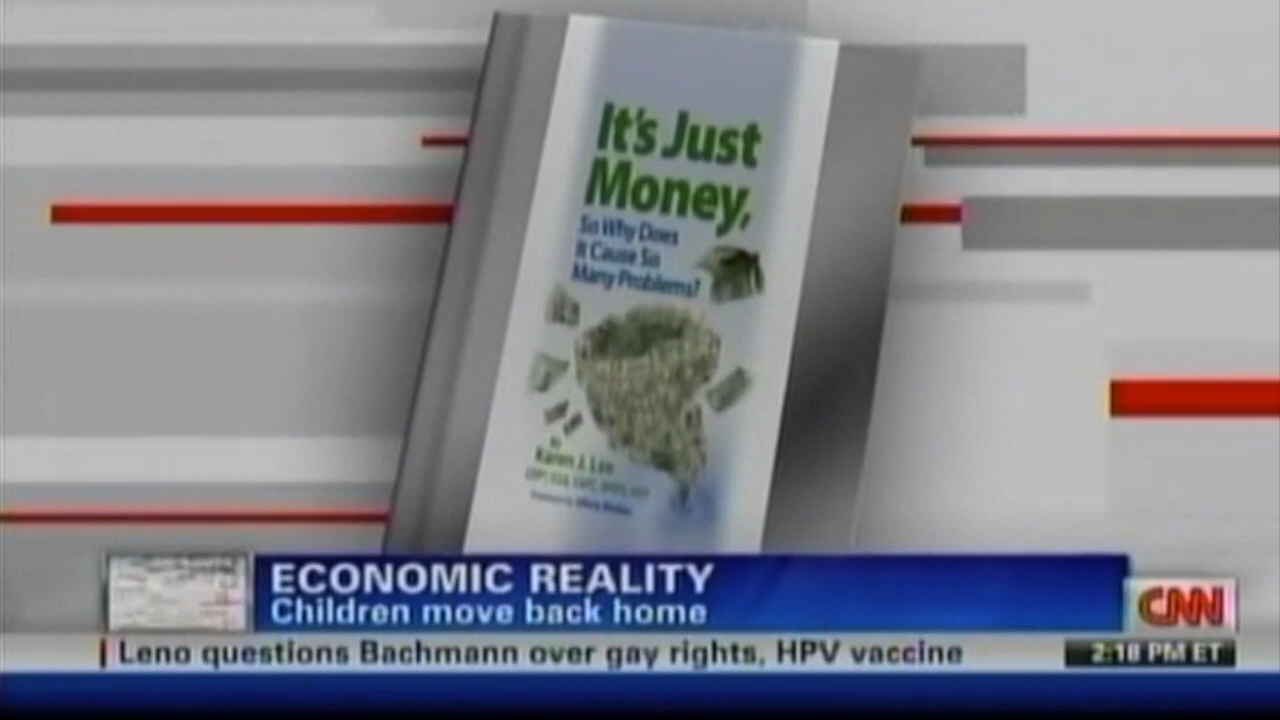 It's Just
Money,
So Why Does
It Cause So
Many Problems?
By
Karen J. Lee
ECONOMIC REALITY
Children move back home
CNN
Leno questions Bachmann over gay rights, HPV vaccine
2:18 PM ET